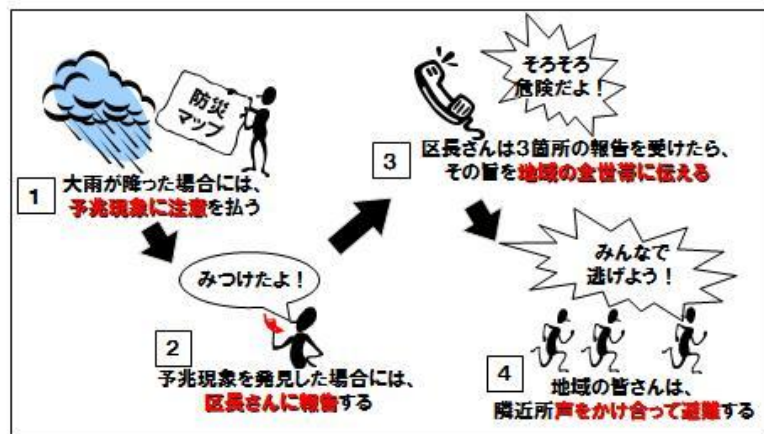 防災
マップ
1
大雨が降った場合には、
予兆現象に注意を払う
みつけたよ！
2
予兆現象を発見した場合には、
区長さんに報告する
そろそろ
危険だよ！
3
区長さんは３箇所の報告を受けたら、
その旨を地域の全世帯に伝える
みんなで
逃げよう！
4
地域の皆さんは、
隣近所声をかけ合って避難する